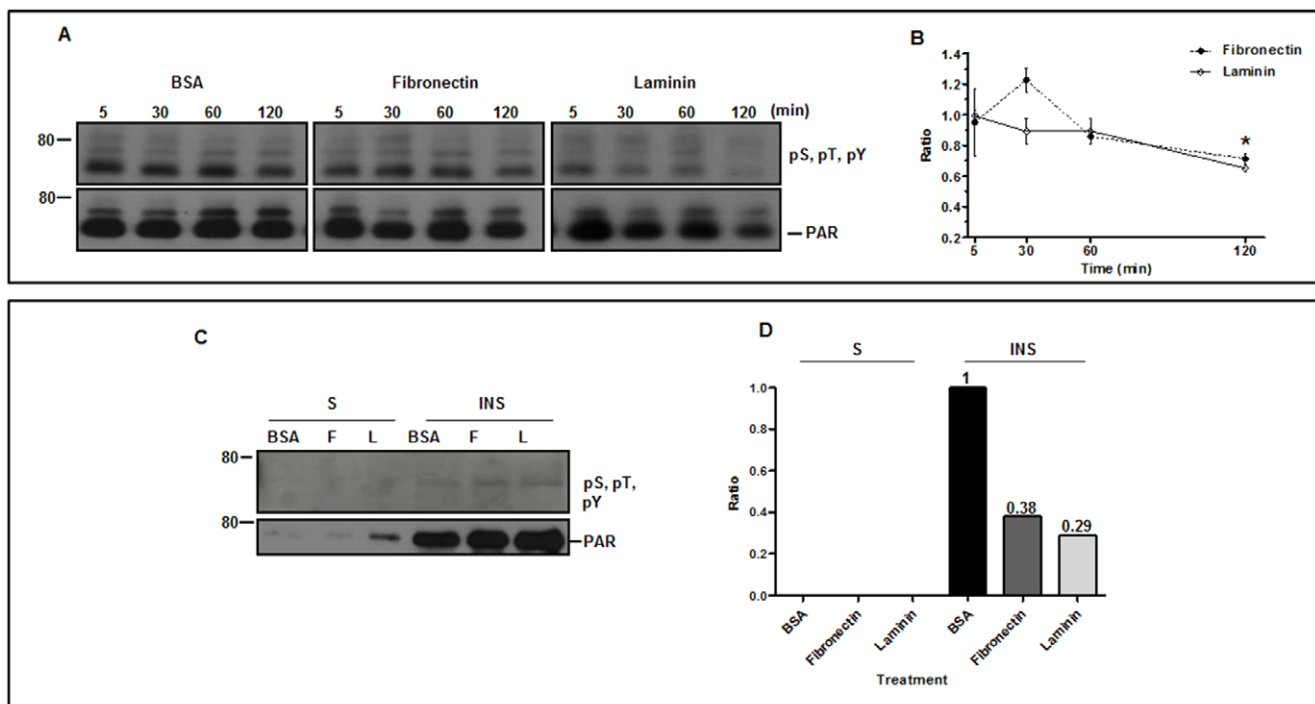 A
BSA Fibronectin Laminin
5 30 60 120 5 30 60 120 5 30 60 120 (min)
80
pS, pT, pY
80
PAR
B
Fibronectin
Laminin
1.4
1.2
1.0
0.8
0.6
0.4
0.2
Ratio
*
5 30 60 120
Time (min)
C
S INS
BSA F L BSA F L
80
pS, pT,
pY
80
PAR
D
S INS
1.0
0.8
0.6
0.4
0.2
0.0
Ratio
1
0.38
0.29
BSA Fibronectin Laminin BSA Fibronectin Laminin
Treatment